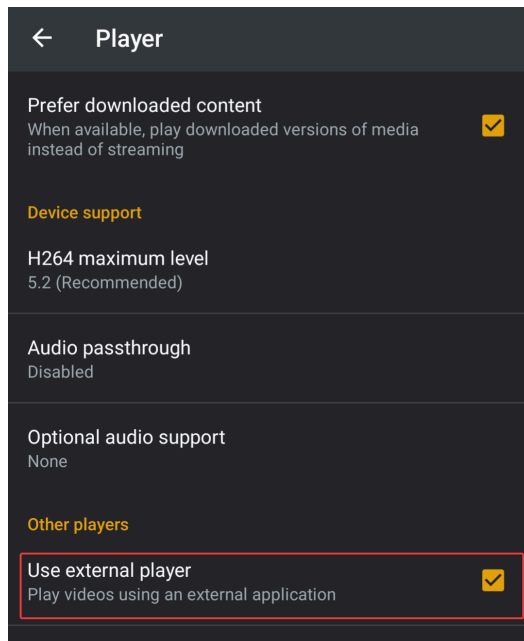 Player
Prefer downloaded content
When available, play downloaded versions of media
instead of streaming
Device support
H264 maximum level
5.2 (Recommended)
Audio passthrough
Disabled
Optional audio support
None
Other players
Use external player
Play videos using an external application